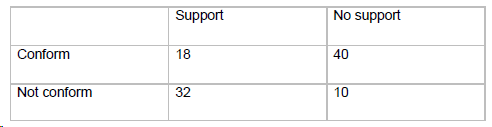 Support No support
Conform 18 40
Not conform 32 10